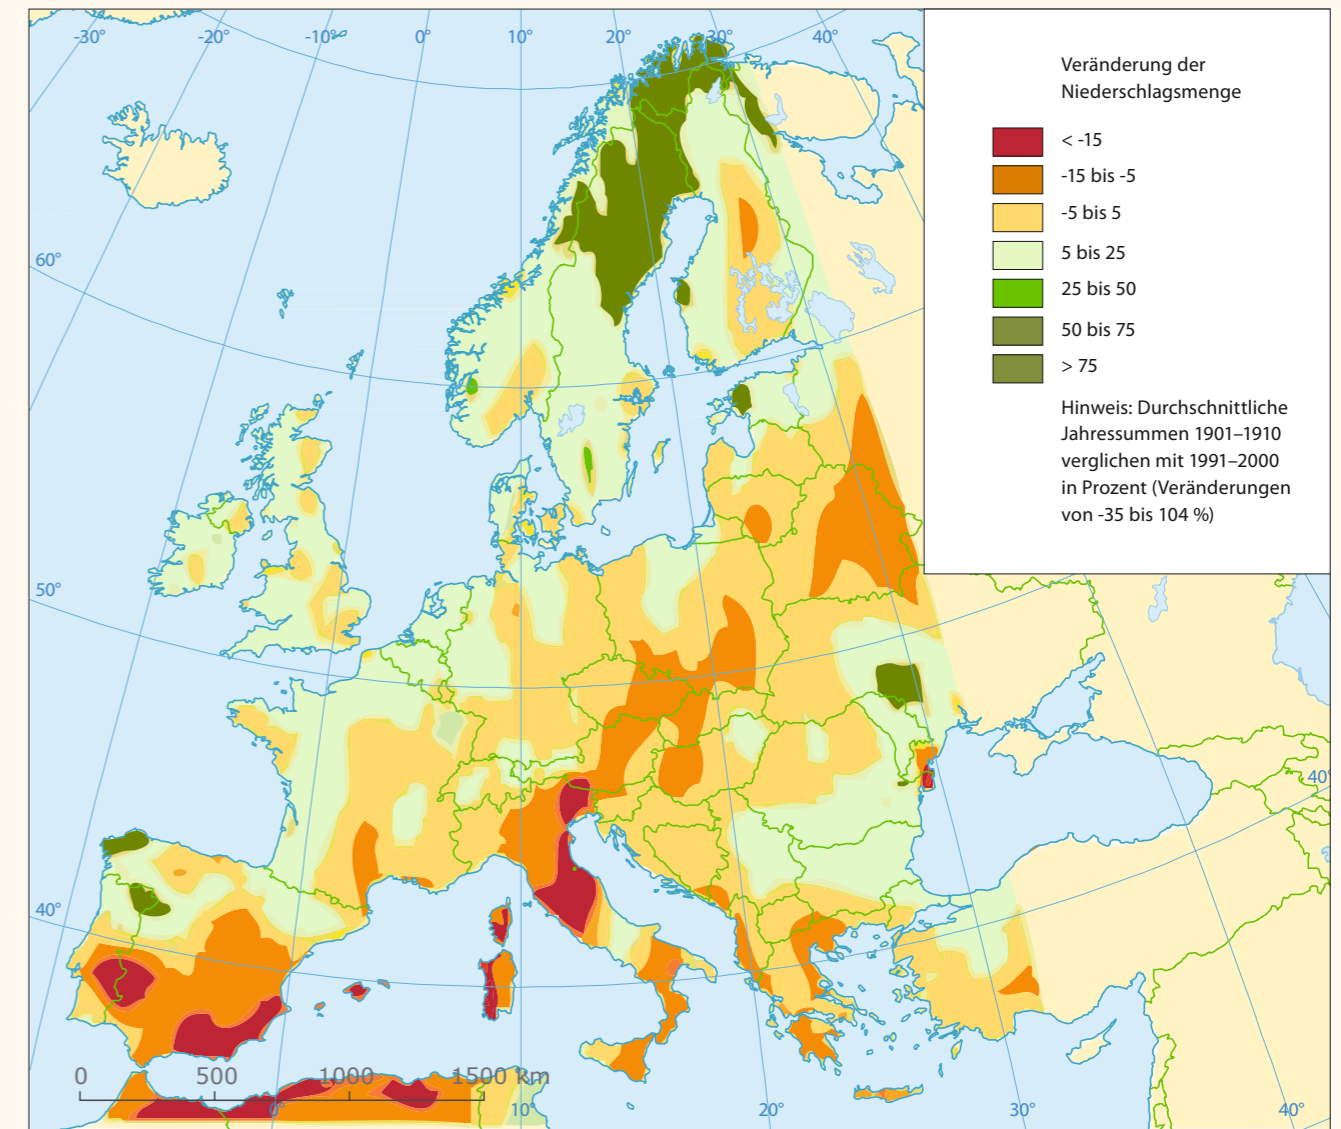 -30°
-20°
-10°
0°
10°
20°
30°
40°
60°
50°
40°
40°
Veränderung der
Niederschlagsmenge
< -15
-15 bis -5
-5 bis 5
5 bis 25
25 bis 50
50 bis 75
> 75
Hinweis: Durchschnittliche
Jahressummen 1901–1910
verglichen mit 1991–2000
in Prozent (Veränderungen
von -35 bis 104 %)
0 500 1000 1500 km
0°
10°
20°
30°
40°